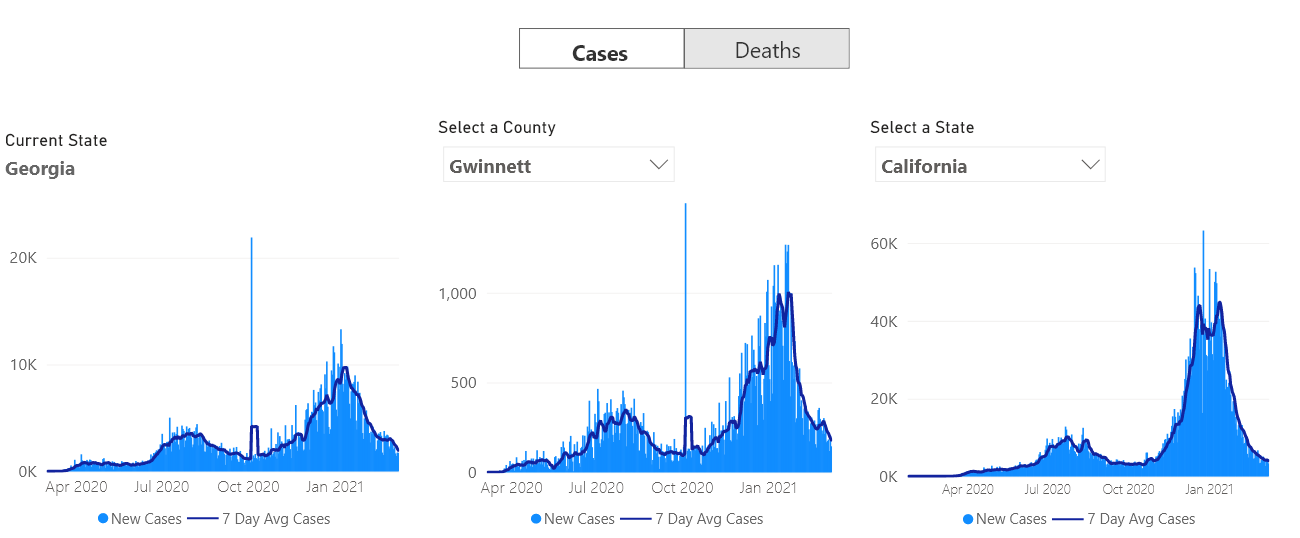 Cases
Deaths
Current State
Georgia
20K
10K
0K
Apr 2020 Jul 2020 Oct 2020 Jan 2021
New Cases 7 Day Avg Cases
Select a County
Gwinnett
1,000
500
0
Apr 2020 Jul 2020 Oct 2020 Jan 2021
New Cases 7 Day Avg Cases
Select a State
California
60K
40K
20K
0K
Apr 2020 Jul 2020 Oct 2020 Jan 2021
New Cases 7 Day Avg Cases